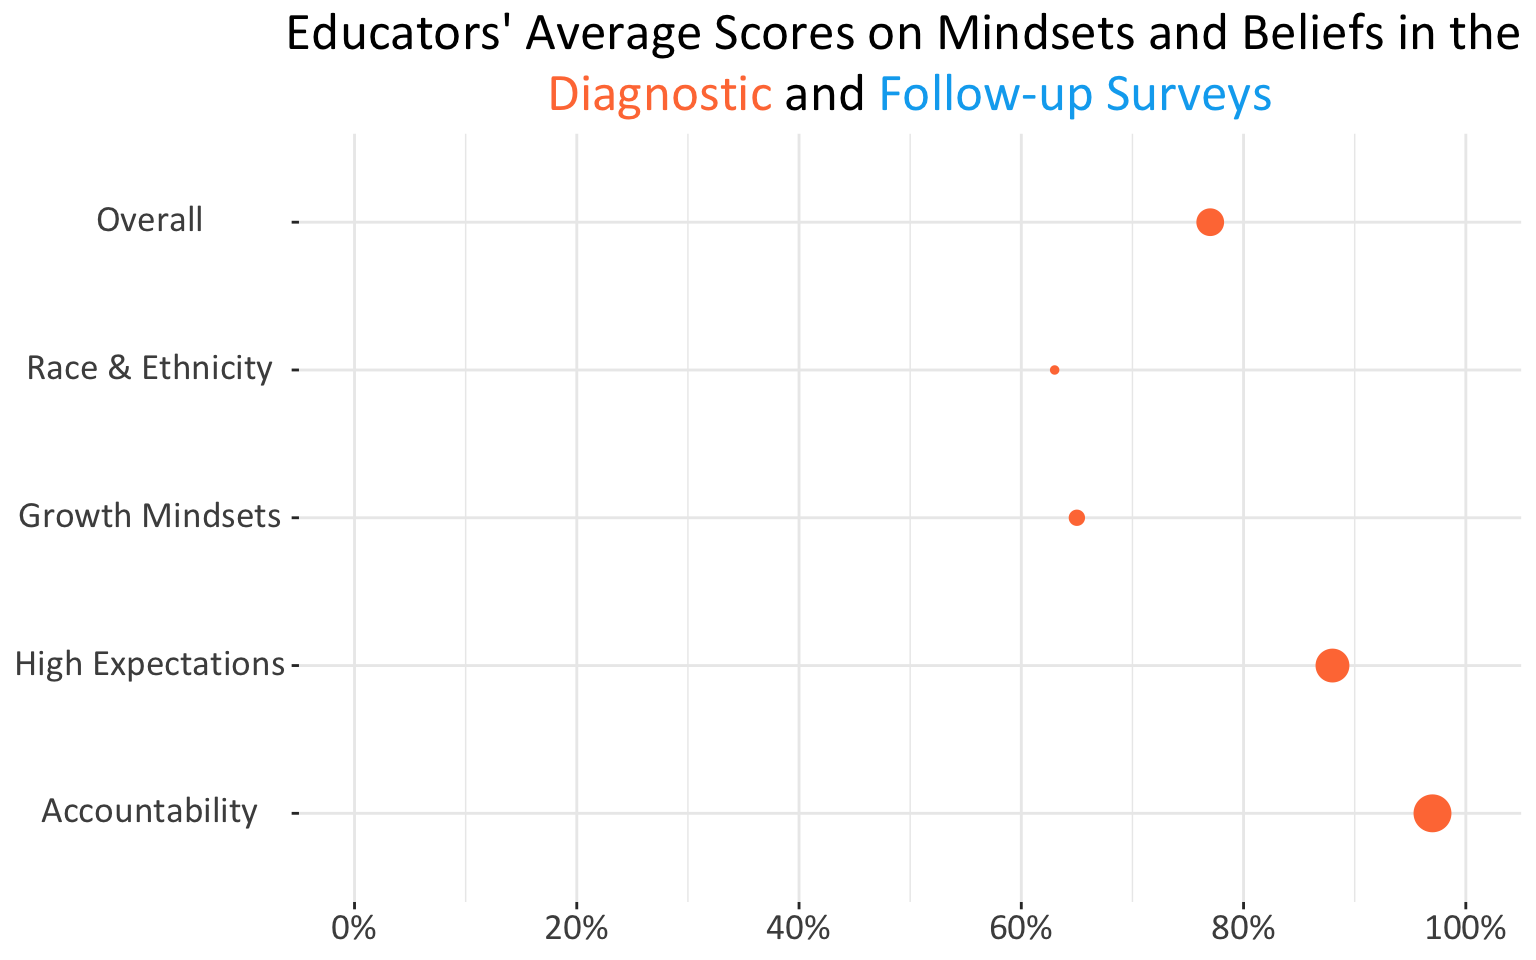 Educators' Average Scores on Mindsets and Beliefs in the
Diagnostic and Follow-up Surveys
Overall
Race & Ethnicity
Growth Mindsets
High Expectations
Accountability
0% 20% 40% 60% 80% 100%